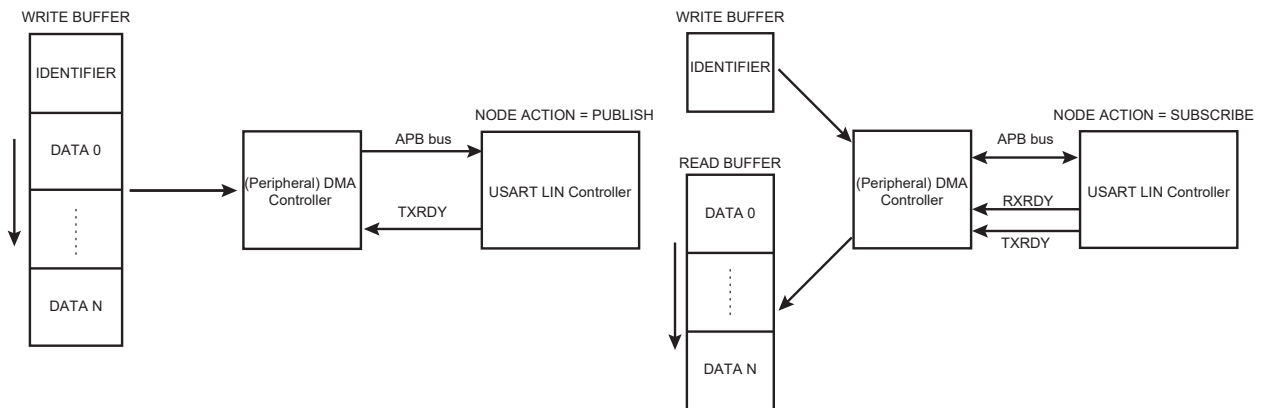 WRITE BUFFER
IDENTIFIER
DATA 0
DATA N
(Peripheral) DMA
Controller
APB bus
TXRDY
NODE ACTION = PUBLISH
USART LIN Controller
WRITE BUFFER
IDENTIFIER
READ BUFFER
DATA 0
DATA N
(Peripheral) DMA
Controller
NODE ACTION = SUBSCRIBE
APB bus
RXRDY
TXRDY
USART LIN Controller